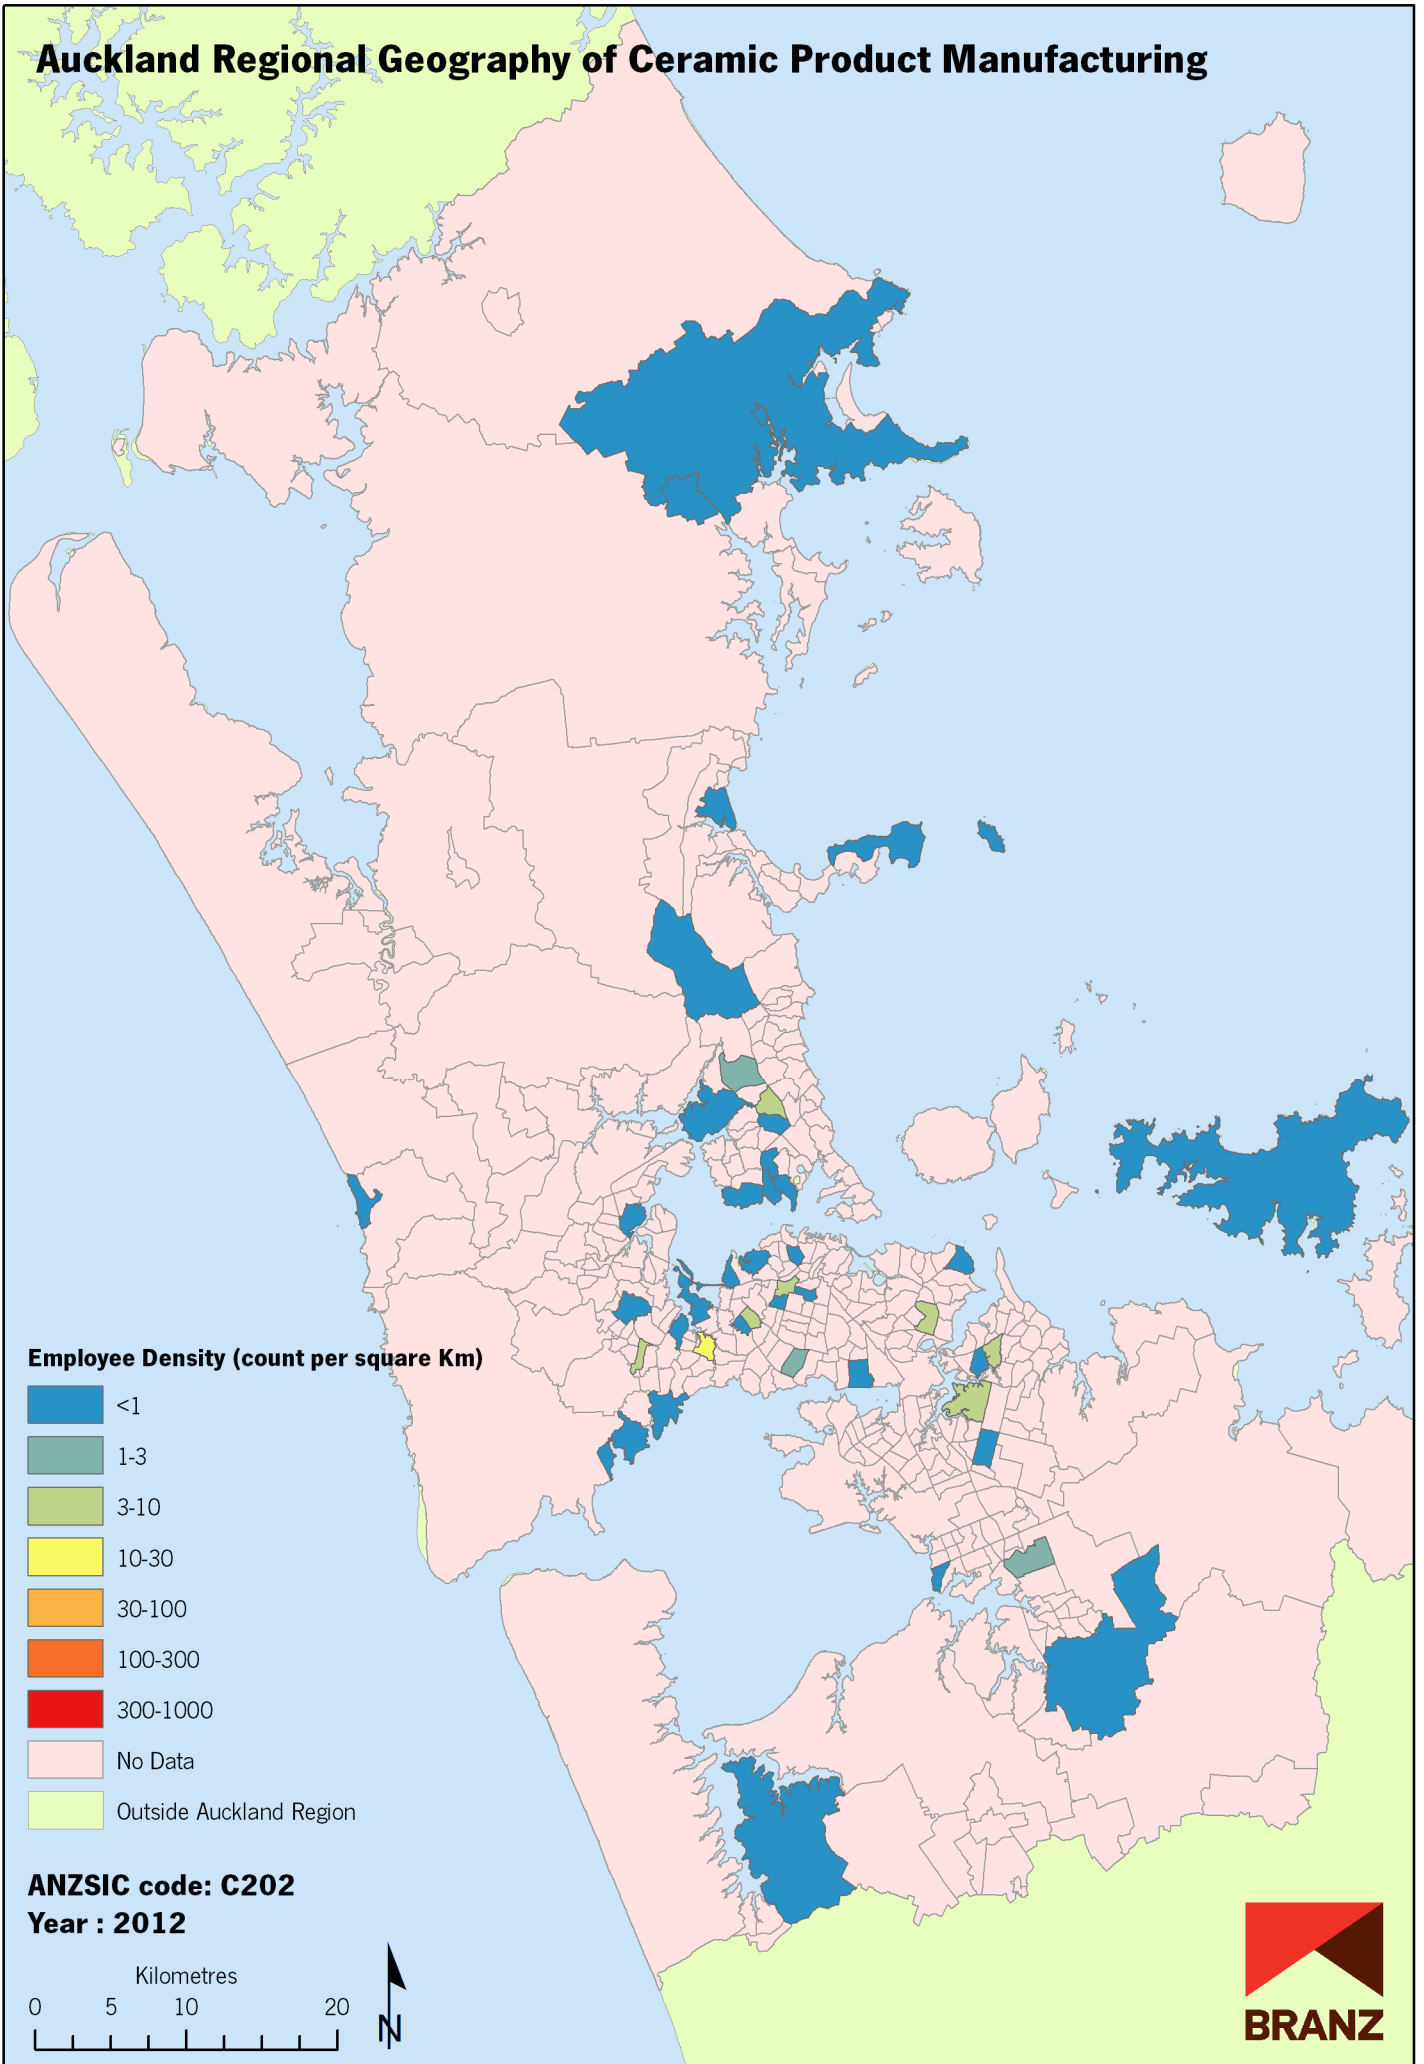 Auckland Regional Geography of Ceramic Product Manufacturing
Employee Density (count per square Km)
<1
1-3
3-10
10-30
30-100
100-300
300-1000
No Data
Outside Auckland Region
ANZSIC code: C202
Year : 2012
Kilometres
0 5 10 20
N
BRANZ